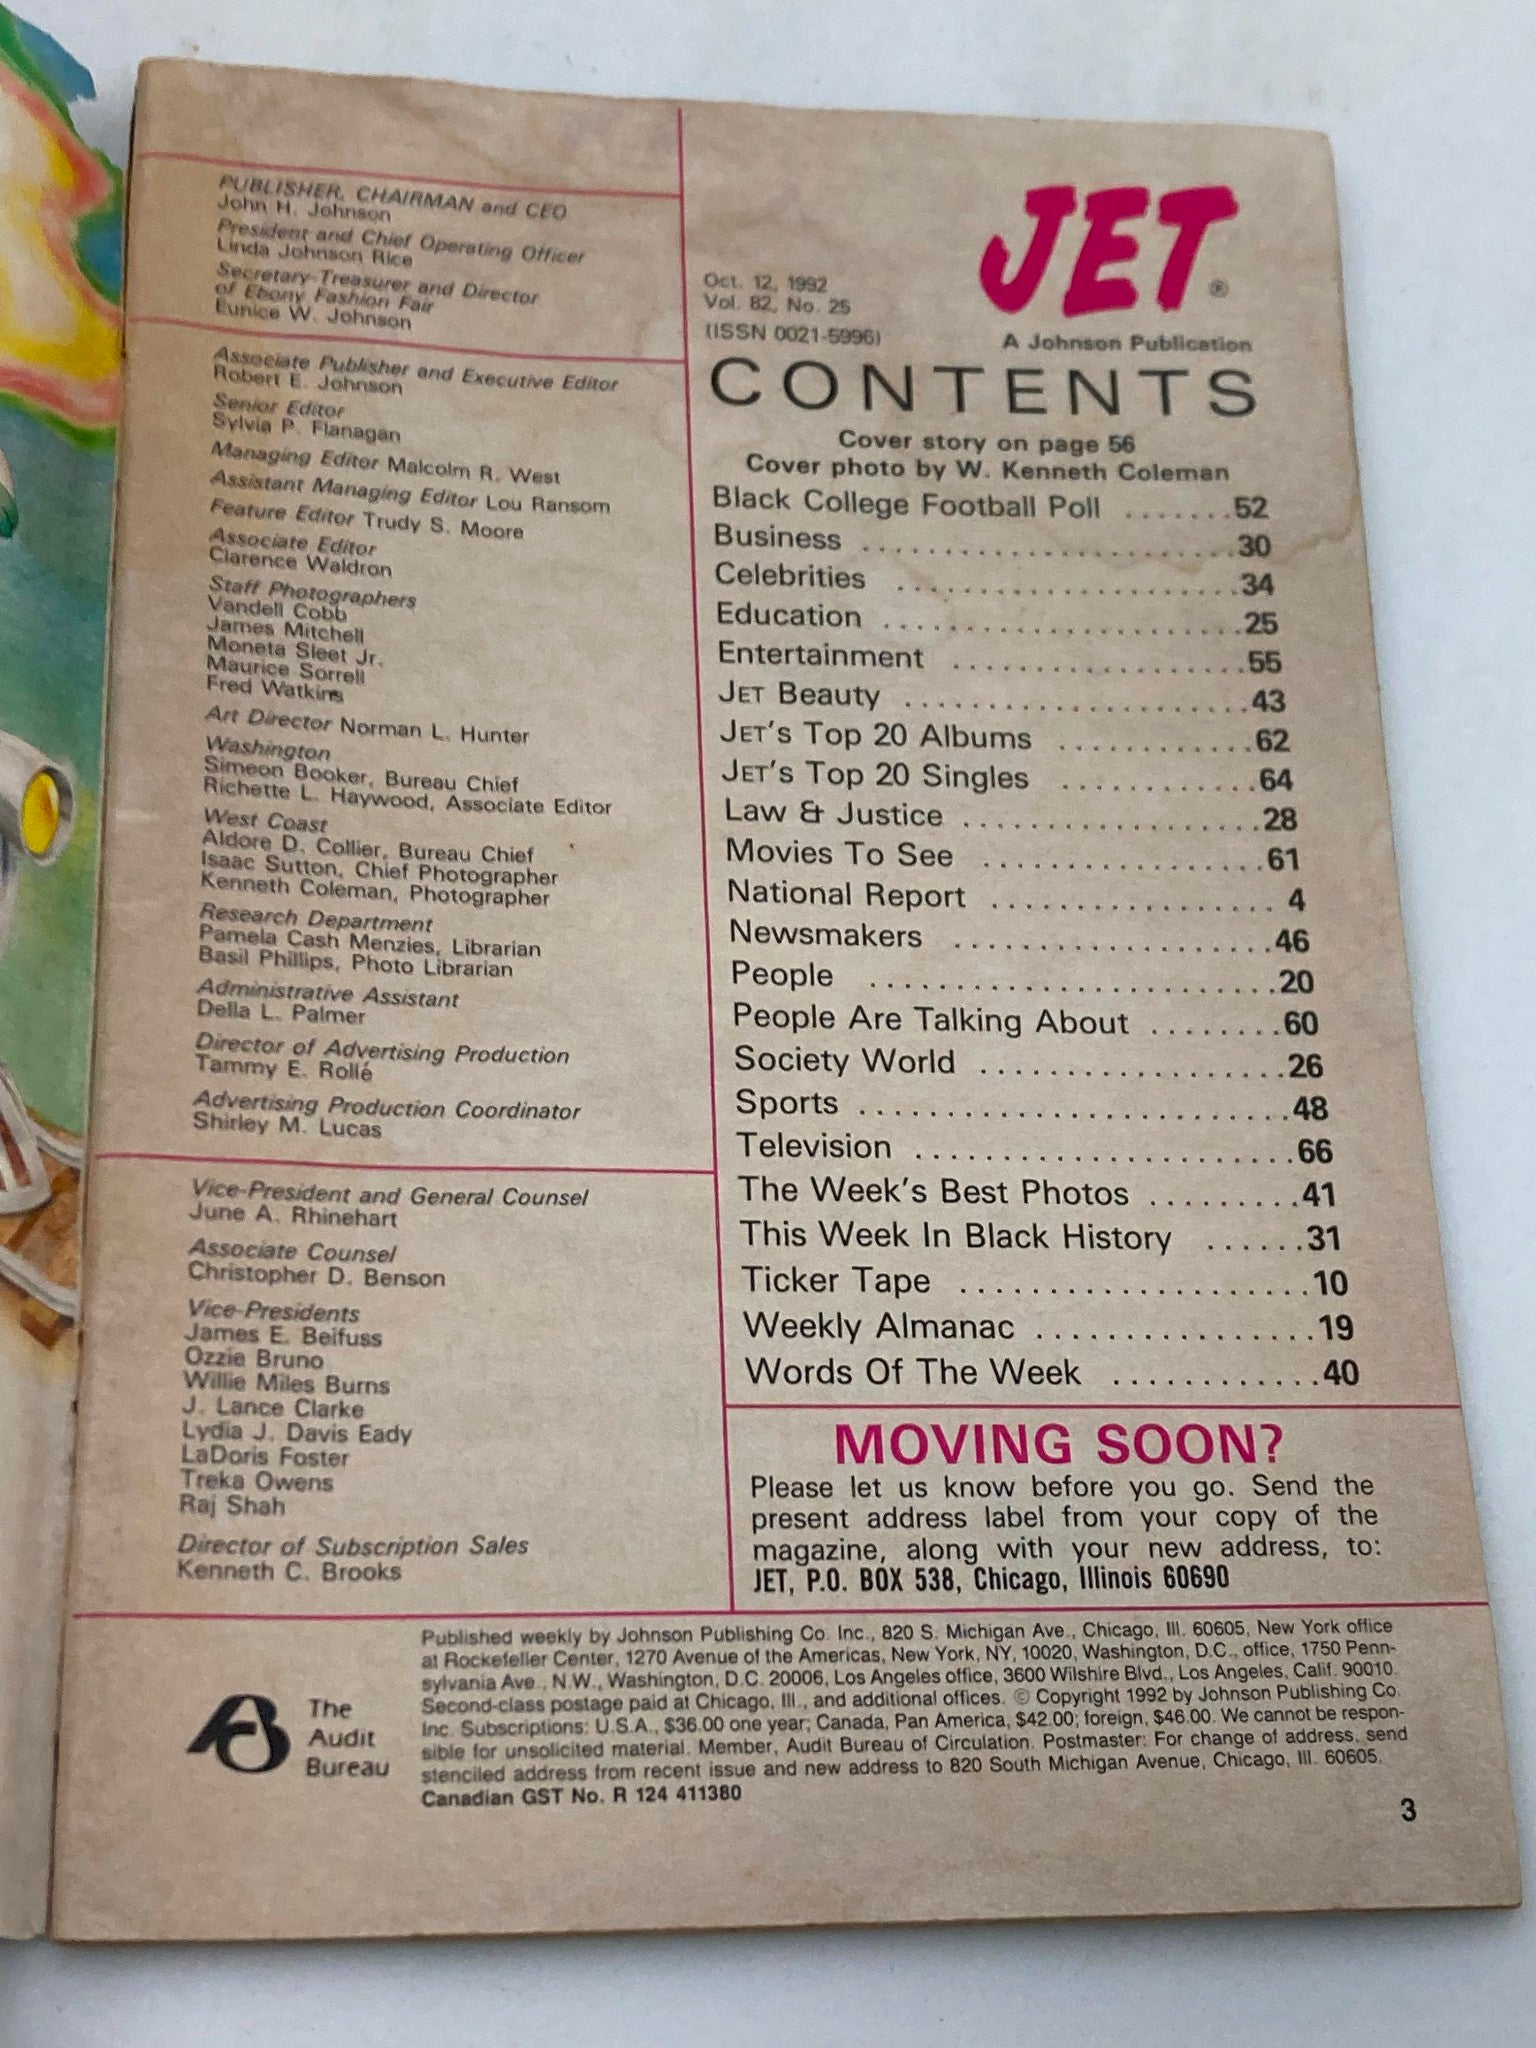 PUBLISHER, CHAIRMAN and CEO
John H. Johnson
President and Chief Operating Officer
Linda Johnson Rice
Secretary-Treasurer and Director
of Ebony Fashion Fair
Eunice W. Johnson
Associate Publisher and Executive Editor
Robert E. Johnson
Senior Editor
Sylvia P. Flanagan
Managing Editor Malcolm R. West
Assistant Managing Editor Lou Ransom
Feature Editor Trudy S. Moore
Associate Editor
Clarence Waldron
Staff Photographers
Vandell Cobb
James Mitchell
Moneta Sleet Jr.
Maurice Sorrell
Fred Watkins
Art Director Norman L. Hunter
Washington
Simeon Booker, Bureau Chief
Richette L. Haywood, Associate Editor
West Coast
Aldore D. Collier, Bureau Chief
Isaac Sutton, Chief Photographer
Kenneth Coleman, Photographer
Research Department
Pamela Cash Menzies, Librarian
Basil Phillips, Photo Librarian
Administrative Assistant
Della L. Palmer
Director of Advertising Production
Tammy E. Rollé
Advertising Production Coordinator
Shirley M. Lucas
Vice-President and General Counsel
June A. Rhinehart
Associate Counsel
Christopher D. Benson
Vice-Presidents
James E. Beifuss
Ozzie Bruno
Willie Miles Burns
J. Lance Clarke
Lydia J. Davis Eady
LaDoris Foster
Treka Owens
Raj Shah
Director of Subscription Sales
Kenneth C. Brooks
JET®
Oct. 12, 1992
Vol. 82, No. 25
(ISSN 0021-5996)
A Johnson Publication
CONTENTS
Cover story on page 56
Cover photo by W. Kenneth Coleman
Black College Football Poll .......52
Business .......................30
Celebrities .....................34
Education ......................25
Entertainment ..................55
JET Beauty .....................43
JET's Top 20 Albums ............62
JET's Top 20 Singles ............64
Law & Justice ..................28
Movies To See .................61
National Report ................ 4
Newsmakers ...................46
People .........................20
People Are Talking About ........60
Society World ..................26
Sports ..........................48
Television .......................66
The Week's Best Photos .........41
This Week In Black History ......31
Ticker Tape .....................10
Weekly Almanac .................19
Words Of The Week .............40
MOVING SOON?
Please let us know before you go. Send the
present address label from your copy of the
magazine, along with your new address, to:
JET, P.O. BOX 538, Chicago, Illinois 60690
The
Audit
Bureau
Published weekly by Johnson Publishing Co. Inc., 820 S. Michigan Ave., Chicago, Ill. 60605, New York office
at Rockefeller Center, 1270 Avenue of the Americas, New York, NY, 10020, Washington, D.C., office, 1750 Penn-
sylvania Ave., N.W., Washington, D.C. 20006, Los Angeles office, 3600 Wilshire Blvd., Los Angeles, Calif. 90010.
Second-class postage paid at Chicago, Ill., and additional offices. © Copyright 1992 by Johnson Publishing Co.
Inc. Subscriptions: U.S.A., $36.00 one year; Canada, Pan America, $42.00; foreign, $46.00. We cannot be respon-
sible for unsolicited material. Member, Audit Bureau of Circulation. Postmaster: For change of address, send
stenciled address from recent issue and new address to 820 South Michigan Avenue, Chicago, Ill. 60605.
Canadian GST No. R 124 411380
3